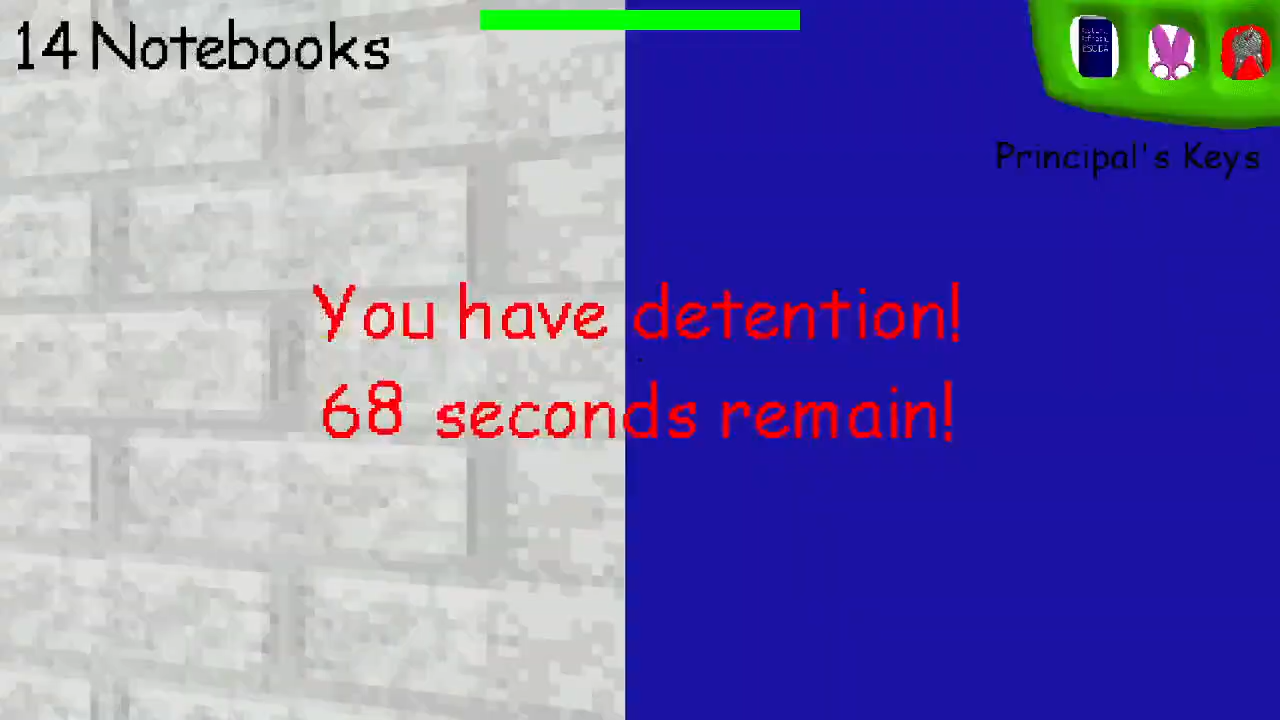 14 Notebooks
Principal's Keys
You have detention!
68 seconds remain!